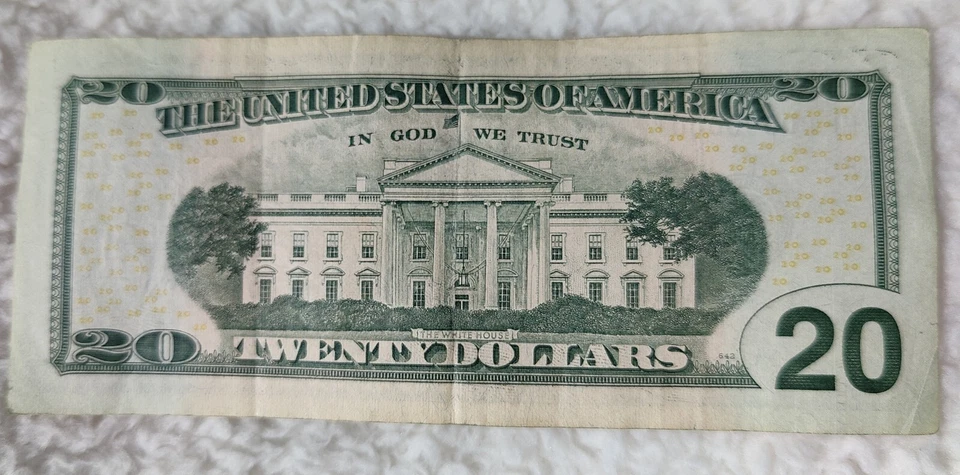 20 THE UNITED STATES OF AMERICA 20
IN GOD WE TRUST
THE WHITE HOUSE
20 TWENTY DOLLARS 20